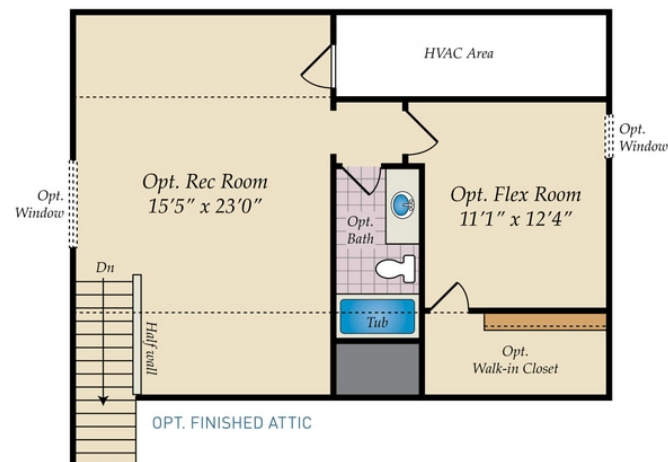 HVAC Area
Opt.
Window
Opt. Rec Room
15'5" x 23'0"
Opt.
Window
Opt. Flex Room
11'1" x 12'4"
Opt.
Bath
Dn
Half wall
Tub
Opt.
Walk-in Closet
OPT. FINISHED ATTIC